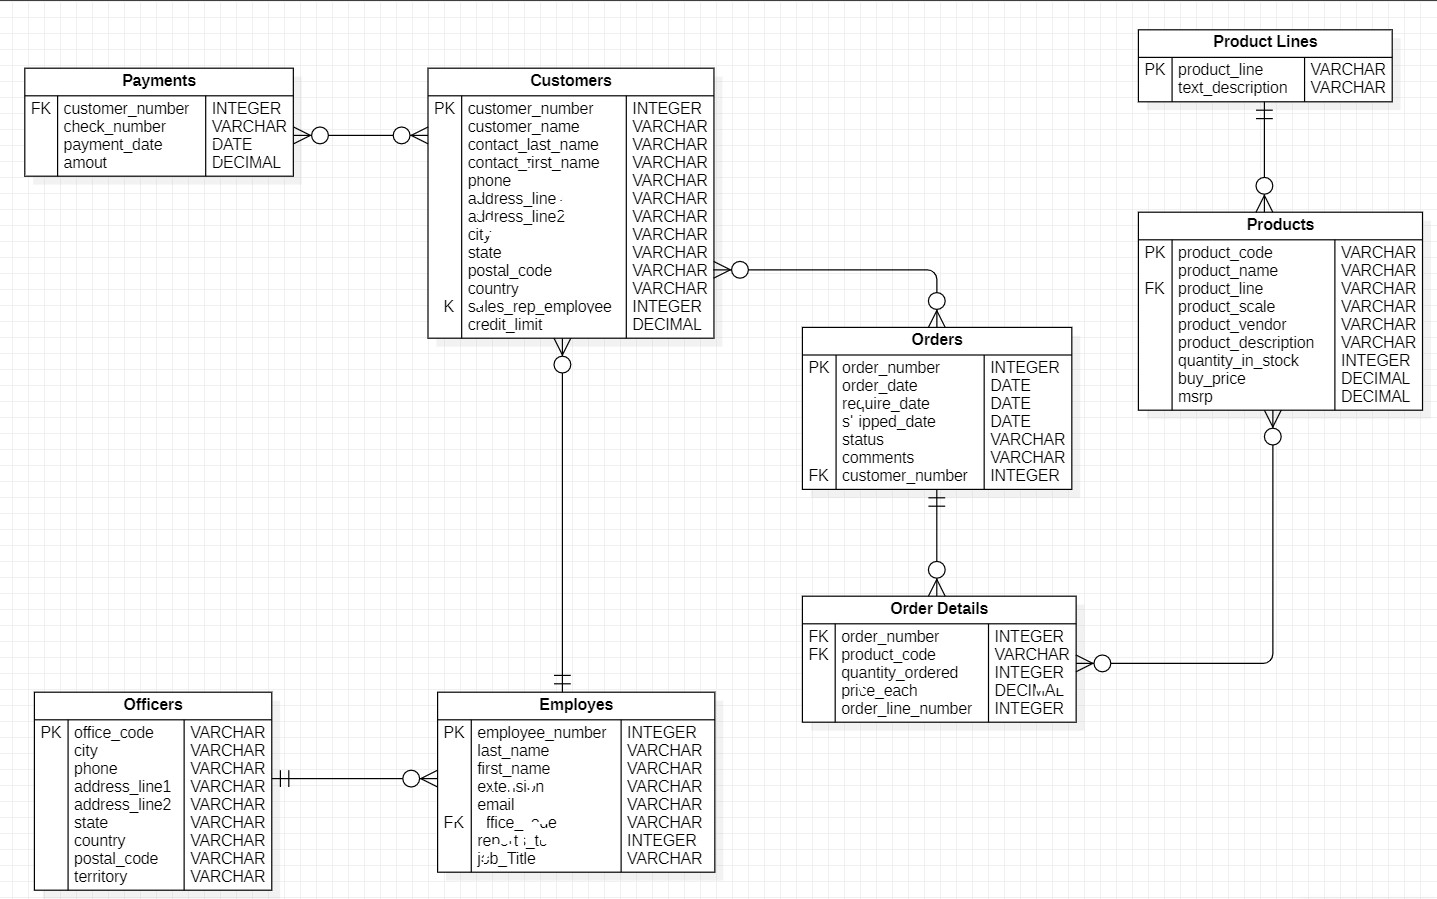 Product Lines
PK product_line VARCHAR
text_description VARCHAR
Payments
FK customer_number INTEGER
check_number VARCHAR
payment_date DATE
amout DECIMAL
Customers
PK customer_number INTEGER
customer_name VARCHAR
contact_last_name VARCHAR
contact_first_name VARCHAR
phone VARCHAR
address_line VARCHAR
address_line2 VARCHAR
city VARCHAR
state VARCHAR
postal_code VARCHAR
country VARCHAR
K sales_rep_employee INTEGER
credit_limit DECIMAL
Products
PK product_code VARCHAR
product_name VARCHAR
FK product_line VARCHAR
product_scale VARCHAR
product_vendor VARCHAR
product_description VARCHAR
quantity_in_stock INTEGER
buy_price DECIMAL
msrp DECIMAL
Orders
PK order_number INTEGER
order_date DATE
require_date DATE
shipped_date DATE
status VARCHAR
comments VARCHAR
FK customer_number INTEGER
Order Details
FK order_number INTEGER
FK product_code VARCHAR
quantity_ordered INTEGER
price_each DECIMAL
order_line_number INTEGER
Officers
PK office_code VARCHAR
city VARCHAR
phone VARCHAR
address_line1 VARCHAR
address_line2 VARCHAR
state VARCHAR
country VARCHAR
postal_code VARCHAR
territory VARCHAR
Employes
PK employee_number INTEGER
last_name VARCHAR
first_name VARCHAR
extension VARCHAR
email VARCHAR
FK office_code VARCHAR
reports_to INTEGER
job_Title VARCHAR